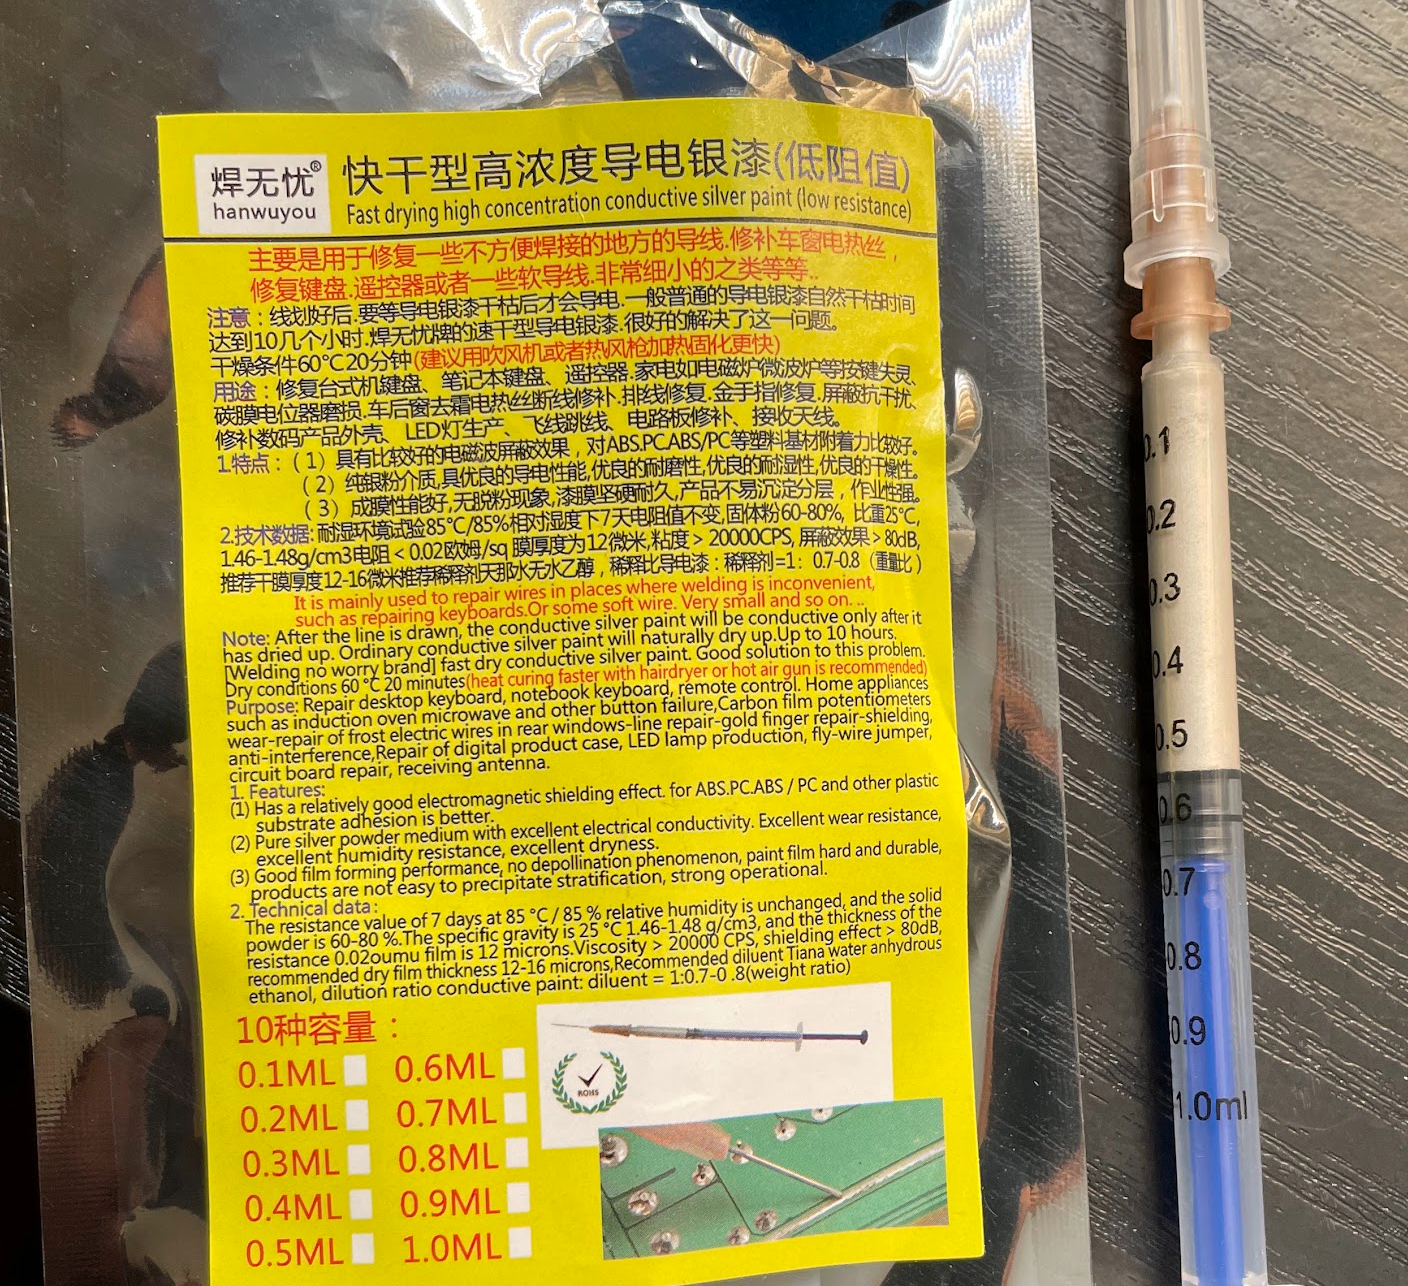 焊无忧®
hanwuyou
快干型高浓度导电银漆(低阻值)
Fast drying high concentration conductive silver paint (low resistance)
主要是用于修复一些不方便焊接的地方的导线.修补车窗电热丝,
修复键盘.遥控器或者一些软导线.非常细小的之类等等..
注意:线划好后.要等导电银漆干枯后才会导电.一般普通的导电银漆自然干枯时间
达到10几个小时.焊无忧牌的速干型导电银漆.很好的解决了这一问题。
干燥条件60℃20分钟(建议用吹风机或者热风枪加热固化更快)
用途:修复台式机键盘、笔记本键盘、遥控器.家电如电磁炉微波炉等按键失灵、
碳膜电位器磨损.车后窗去霜电热丝断线修补.排线修复.金手指修复.屏蔽抗干扰、
修补数码产品外壳、LED灯生产、飞线跳线、电路板修补、接收天线。
1.特点:(1)具有比较好的电磁波屏蔽效果,对ABS.PC.ABS/PC等塑料基材附着力比较好。
(2)纯银粉介质,具优良的导电性能,优良的耐磨性,优良的耐湿性,优良的干燥性。
(3)成膜性能好,无脱粉现象,漆膜坚硬耐久,产品不易沉淀分层,作业性强。
2.技术数据:耐湿环境试验85℃/85%相对湿度下7天电阻值不变,固体粉60-80%, 比重25℃,
1.46-1.48g/cm3电阻<0.02欧姆/sq 膜厚度为12微米,粘度>20000CPS, 屏蔽效果>80dB,
推荐干膜厚度12-16微米推荐稀释剂天那水无水乙醇,稀释比导电漆:稀释剂=1:0.7-0.8(重量比)
It is mainly used to repair wires in places where welding is inconvenient,
such as repairing keyboards.Or some soft wire. Very small and so on. ..
Note: After the line is drawn, the conductive silver paint will be conductive only after it
has dried up. Ordinary conductive silver paint will naturally dry up.Up to 10 hours.
[Welding no worry brand] fast dry conductive silver paint. Good solution to this problem.
Dry conditions 60 ℃ 20 minutes(heat curing faster with hairdryer or hot air gun is recommended)
Purpose: Repair desktop keyboard, notebook keyboard, remote control. Home appliances
such as induction oven microwave and other button failure,Carbon film potentiometers
wear-repair of frost electric wires in rear windows-line repair-gold finger repair-shielding,
anti-interference,Repair of digital product case, LED lamp production, fly-wire jumper,
circuit board repair, receiving antenna.
1. Features:
(1) Has a relatively good electromagnetic shielding effect. for ABS.PC.ABS / PC and other plastic
substrate adhesion is better.
(2) Pure silver powder medium with excellent electrical conductivity. Excellent wear resistance,
excellent humidity resistance, excellent dryness.
(3) Good film forming performance, no depollination phenomenon, paint film hard and durable,
products are not easy to precipitate stratification, strong operational.
2. Technical data:
The resistance value of 7 days at 85 ℃ / 85 % relative humidity is unchanged, and the solid
powder is 60-80 %.The specific gravity is 25 ℃ 1.46-1.48 g/cm3, and the thickness of the
resistance 0.02oumu film is 12 microns.Viscosity > 20000 CPS, shielding effect > 80dB,
recommended dry film thickness 12-16 microns,Recommended diluent Tiana water anhydrous
ethanol, dilution ratio conductive paint: diluent = 1:0.7-0.8(weight ratio)
10种容量:
0.1ML 0.6ML
0.2ML 0.7ML
0.3ML 0.8ML
0.4ML 0.9ML
0.5ML 1.0ML
ROHS
0.1
0.2
0.3
0.4
0.5
0.6
0.7
0.8
0.9
1.0ml